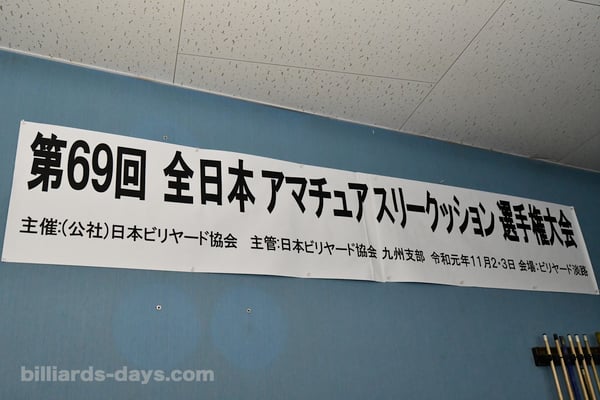 第69回 全日本 アマチュア スリークッション 選手権大会
主催:(公社)日本ビリヤード協会 主管:日本ビリヤード協会 九州支部 令和元年11月2・3日 会場:ビリヤード淡路
billiards-days.com